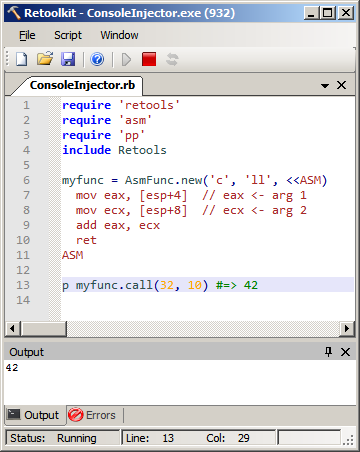 Retoolkit - ConsoleInjector.exe (932)
File Script Window
ConsoleInjector.rb
1 require 'retools'
2 require 'asm'
3 require 'pp'
4 include Retools
5
6 myfunc = AsmFunc.new('c', 'll', <<ASM)
7 mov eax, [esp+4] // eax <- arg 1
8 mov ecx, [esp+8] // ecx <- arg 2
9 add eax, ecx
10 ret
11 ASM
12
13 p myfunc.call(32, 10) #=> 42
14
Output
42
Output Errors
Status: Running Line: 13 Col: 29